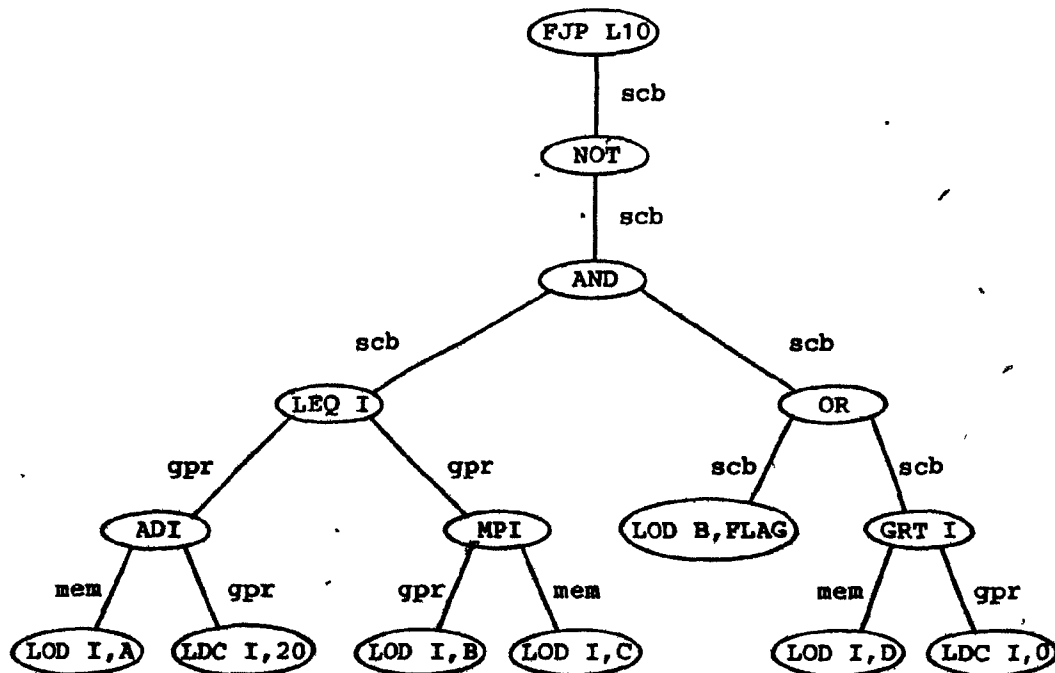 FJP L10
scb
NOT
scb
AND
scb scb
LEQ I OR
gpr gpr scb scb
ADI MPI LOD B,FLAG GRT I
mem gpr gpr mem mem gpr
LOD I,A LDC I,20 LOD I,B LOD I,C LOD I,D LDC I,0